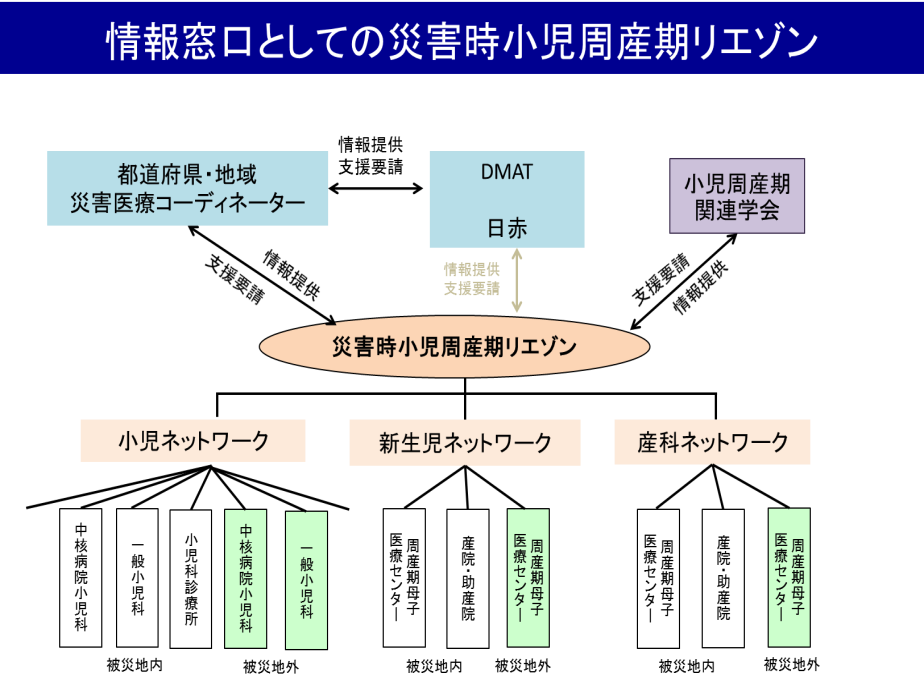 情報窓口としての災害時小児周産期リエゾン
情報提供
支援要請
都道府県・地域
災害医療コーディネーター
DMAT
日赤
小児周産期
関連学会
情報提供
支援要請
情報提供
支援要請
支援要請
情報提供
災害時小児周産期リエゾン
小児ネットワーク
新生児ネットワーク
産科ネットワーク
中核病院小児科
一般小児科
小児科診療所
中核病院小児科
一般小児科
周産期母子
医療センター
産院・助産院
周産期母子
医療センター
周産期母子
医療センター
産院・助産院
周産期母子
医療センター
被災地内
被災地外
被災地内
被災地外
被災地内
被災地外